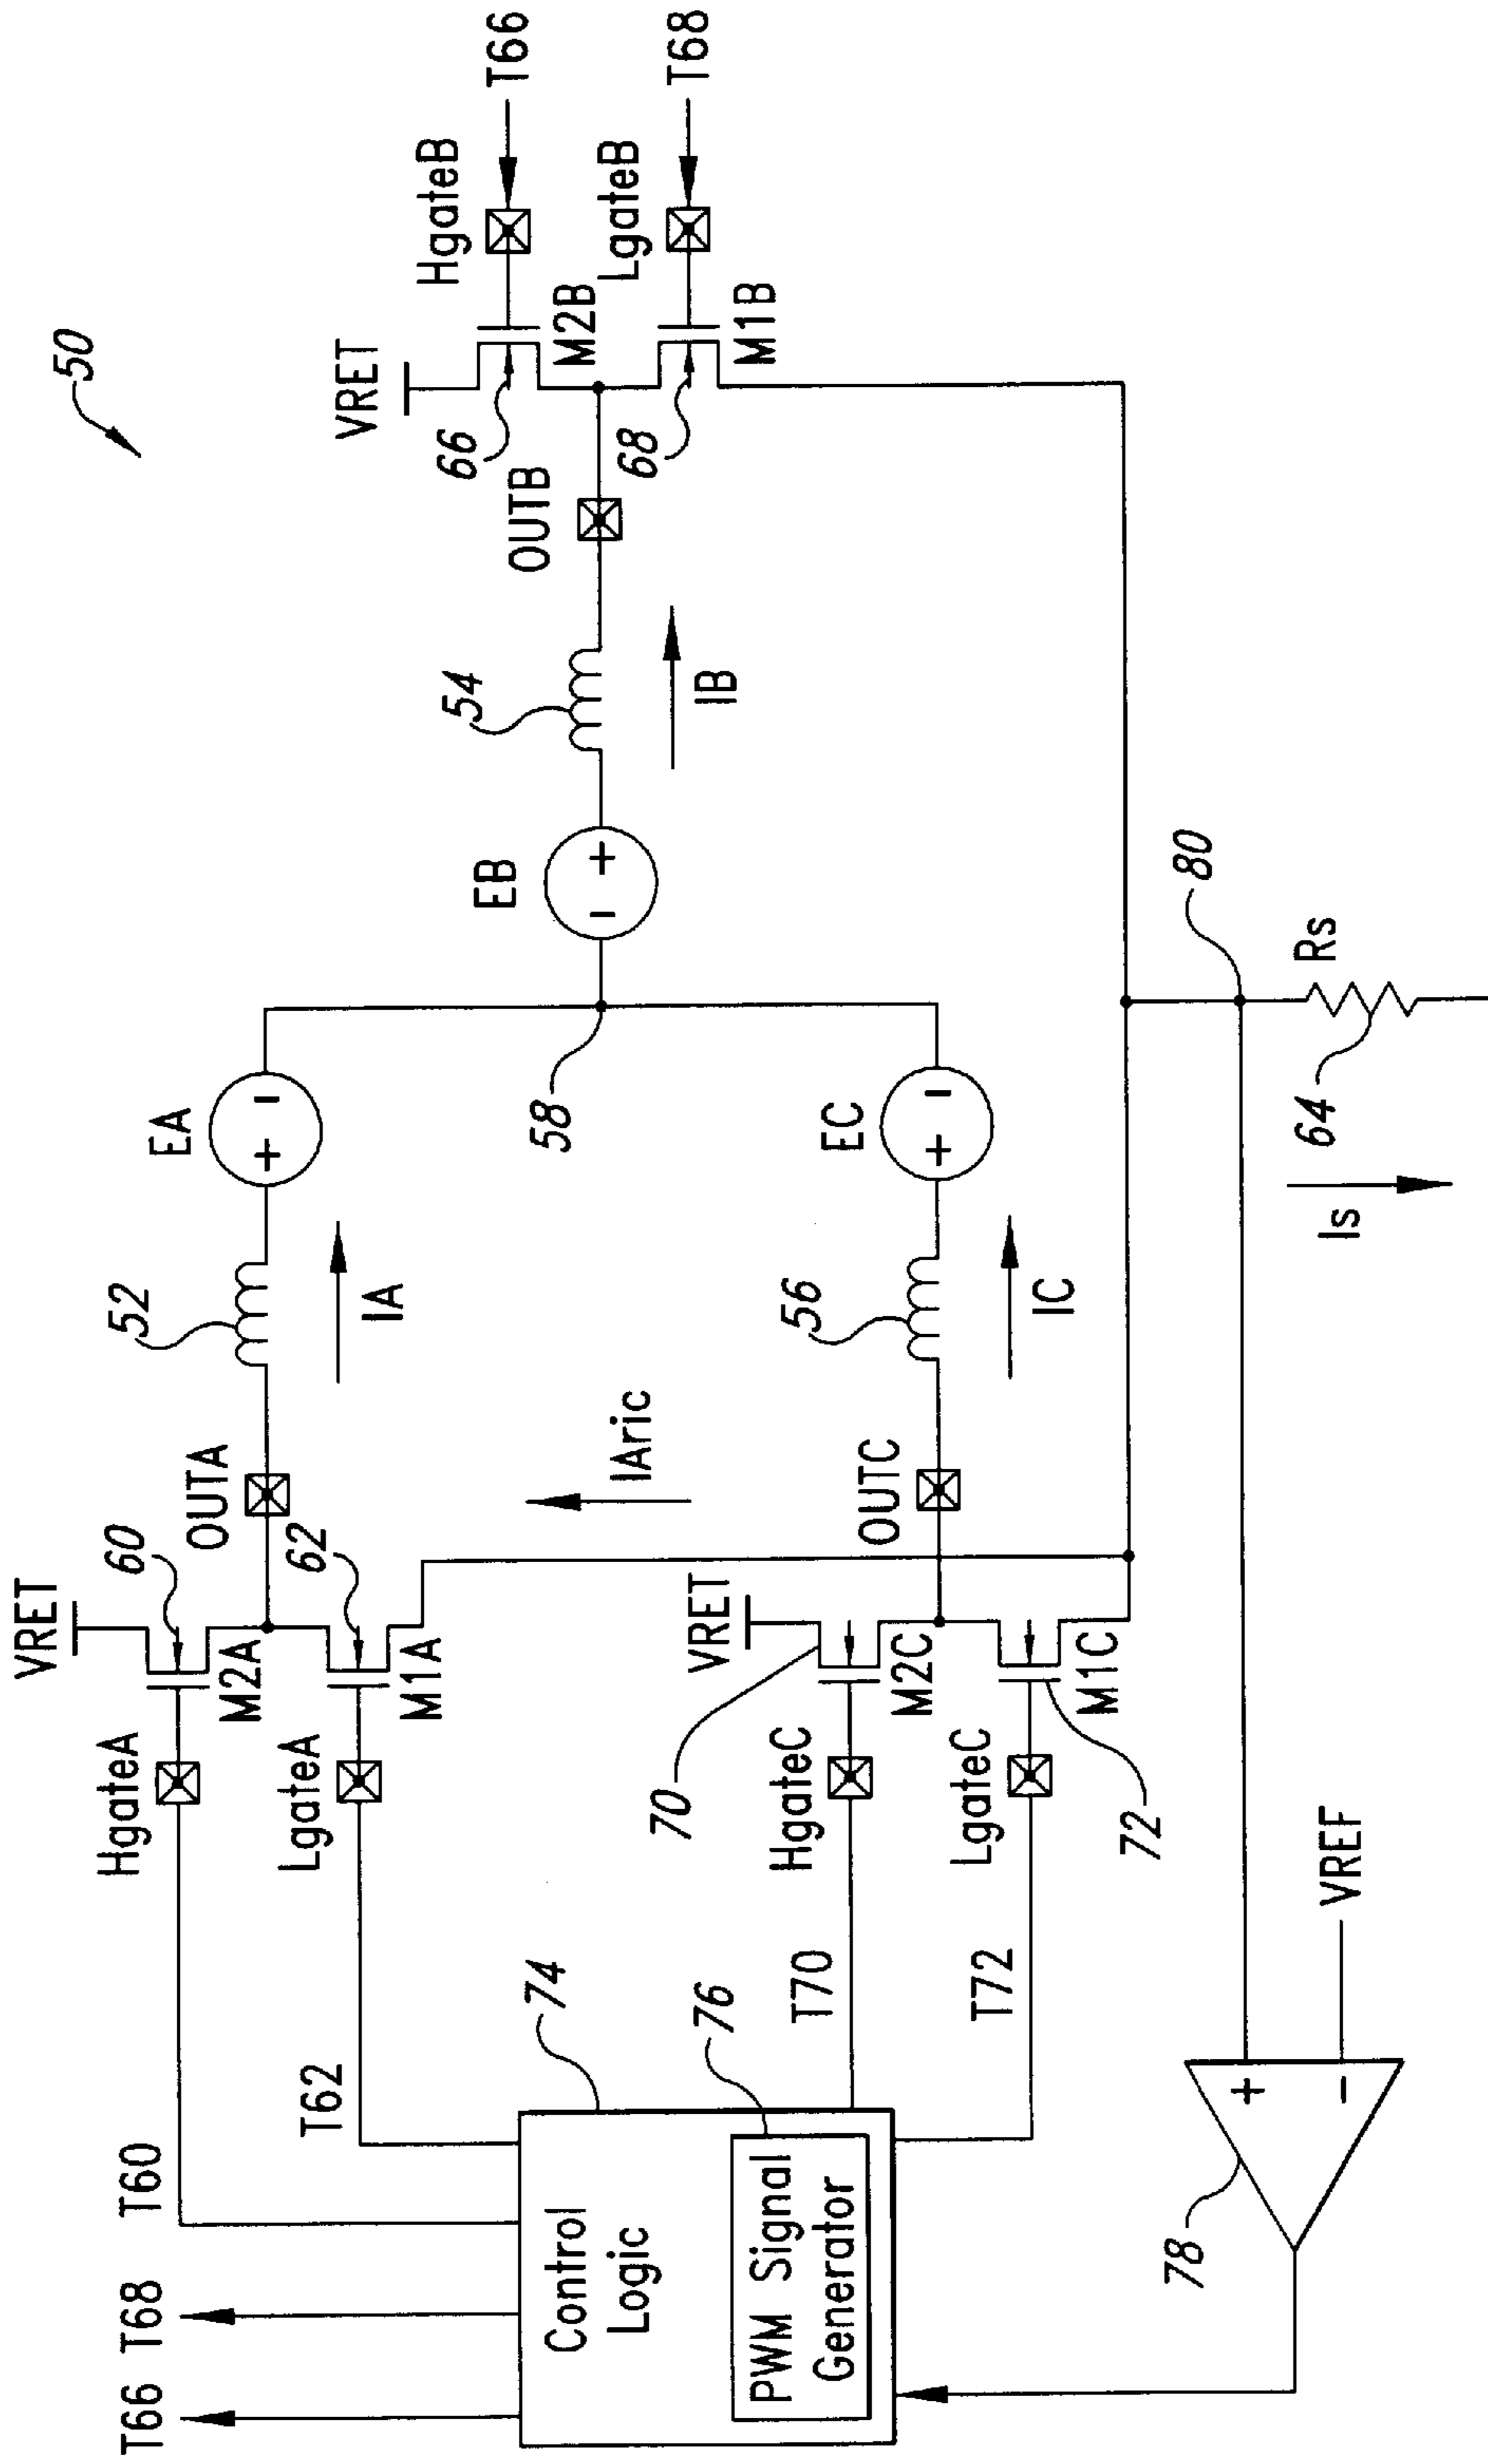 50
VRET
60
HgateA
M2A
OUTA
52
EA
IA
62
LgateA
M1A
T60
T62
T66
T68
VRET
66
HgateB
T66
M2B
OUTB
54
EB
IB
68
LgateB
T68
M1B
58
IAric
VRET
70
HgateC
M2C
T70
OUTC
56
EC
IC
LgateC
M1C
72
T72
74
Control
Logic
76
PWM Signal
Generator
80
Rs
64
Is
78
+
-
VREF
+
-
+
-
+
-